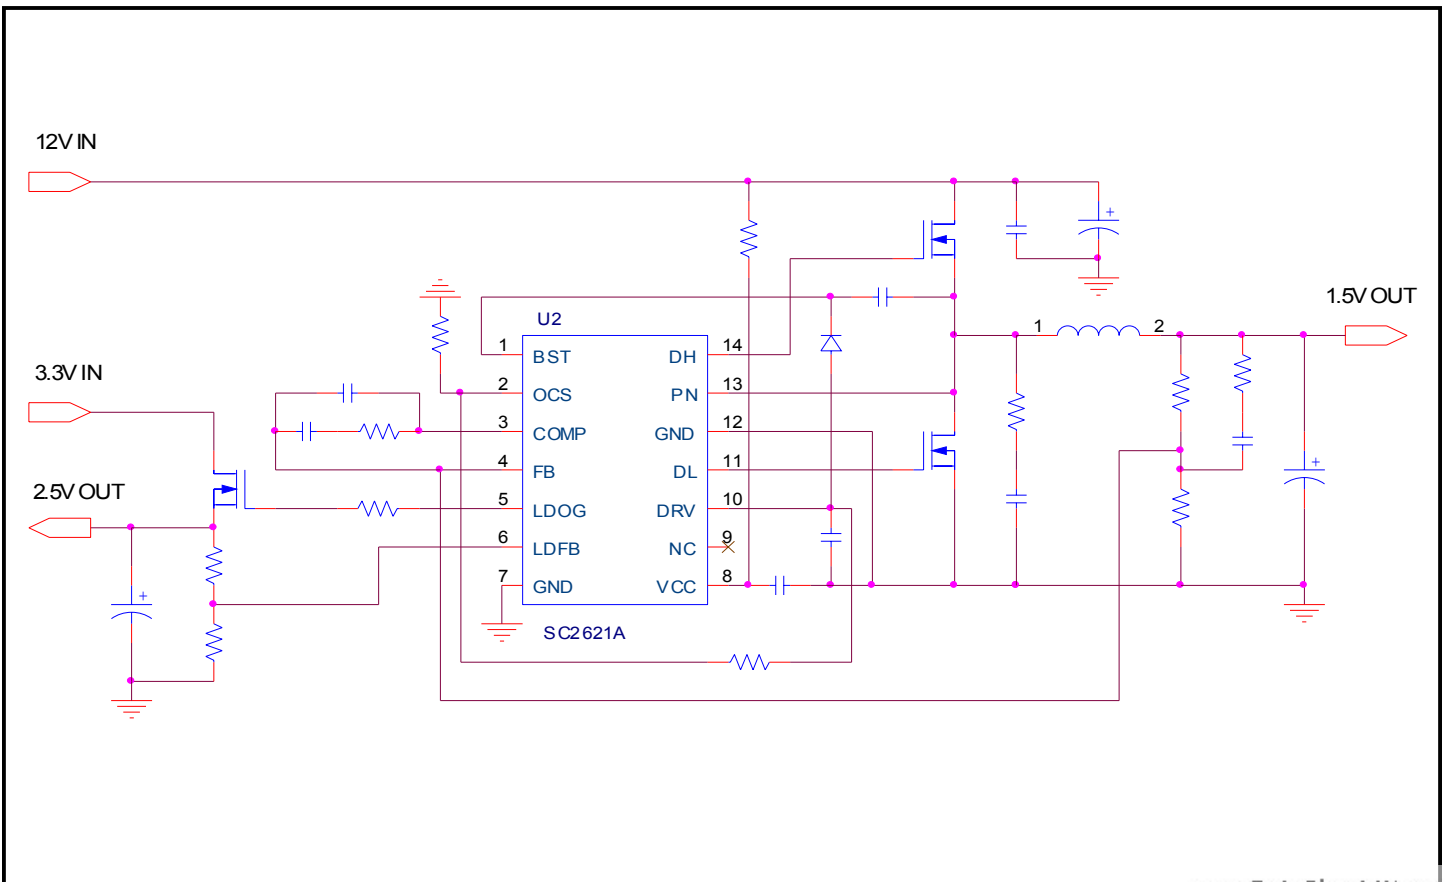 12V IN
1.5V OUT
U2
1 2
3.3V IN
1 BST DH 14
2 OCS PN 13
3 COMP GND 12
4 FB DL 11
2.5V OUT
5 LDOG DRV 10
6 LDFB NC 9
7 GND VCC 8
SC2621A
+
+
+